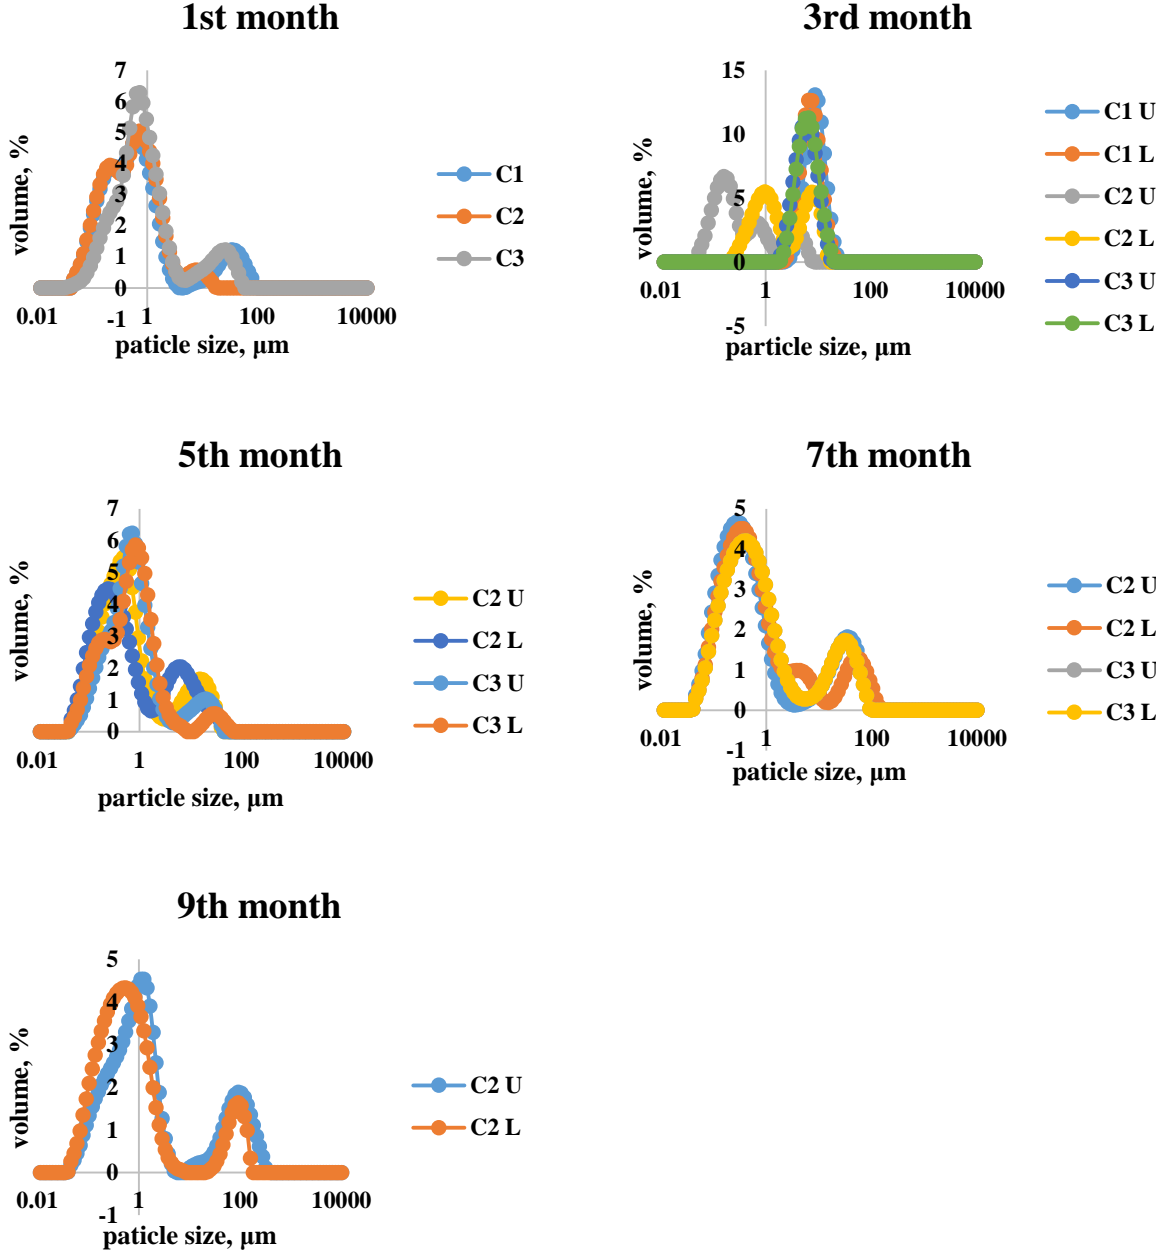 1st month
7
6
5
4
3
2
1
0
-1
0.01 1 100 10000
volume, %
paticle size, µm
C1
C2
C3
3rd month
15
10
5
0
-5
0.01 1 100 10000
volume, %
particle size, µm
C1 U
C1 L
C2 U
C2 L
C3 U
C3 L
5th month
7
6
5
4
3
2
1
0
0.01 1 100 10000
volume, %
particle size, µm
C2 U
C2 L
C3 U
C3 L
7th month
5
4
3
2
1
0
-1
0.01 1 100 10000
volume, %
paticle size, µm
C2 U
C2 L
C3 U
C3 L
9th month
5
4
3
2
1
0
-1
0.01 1 100 10000
volume, %
paticle size, µm
C2 U
C2 L